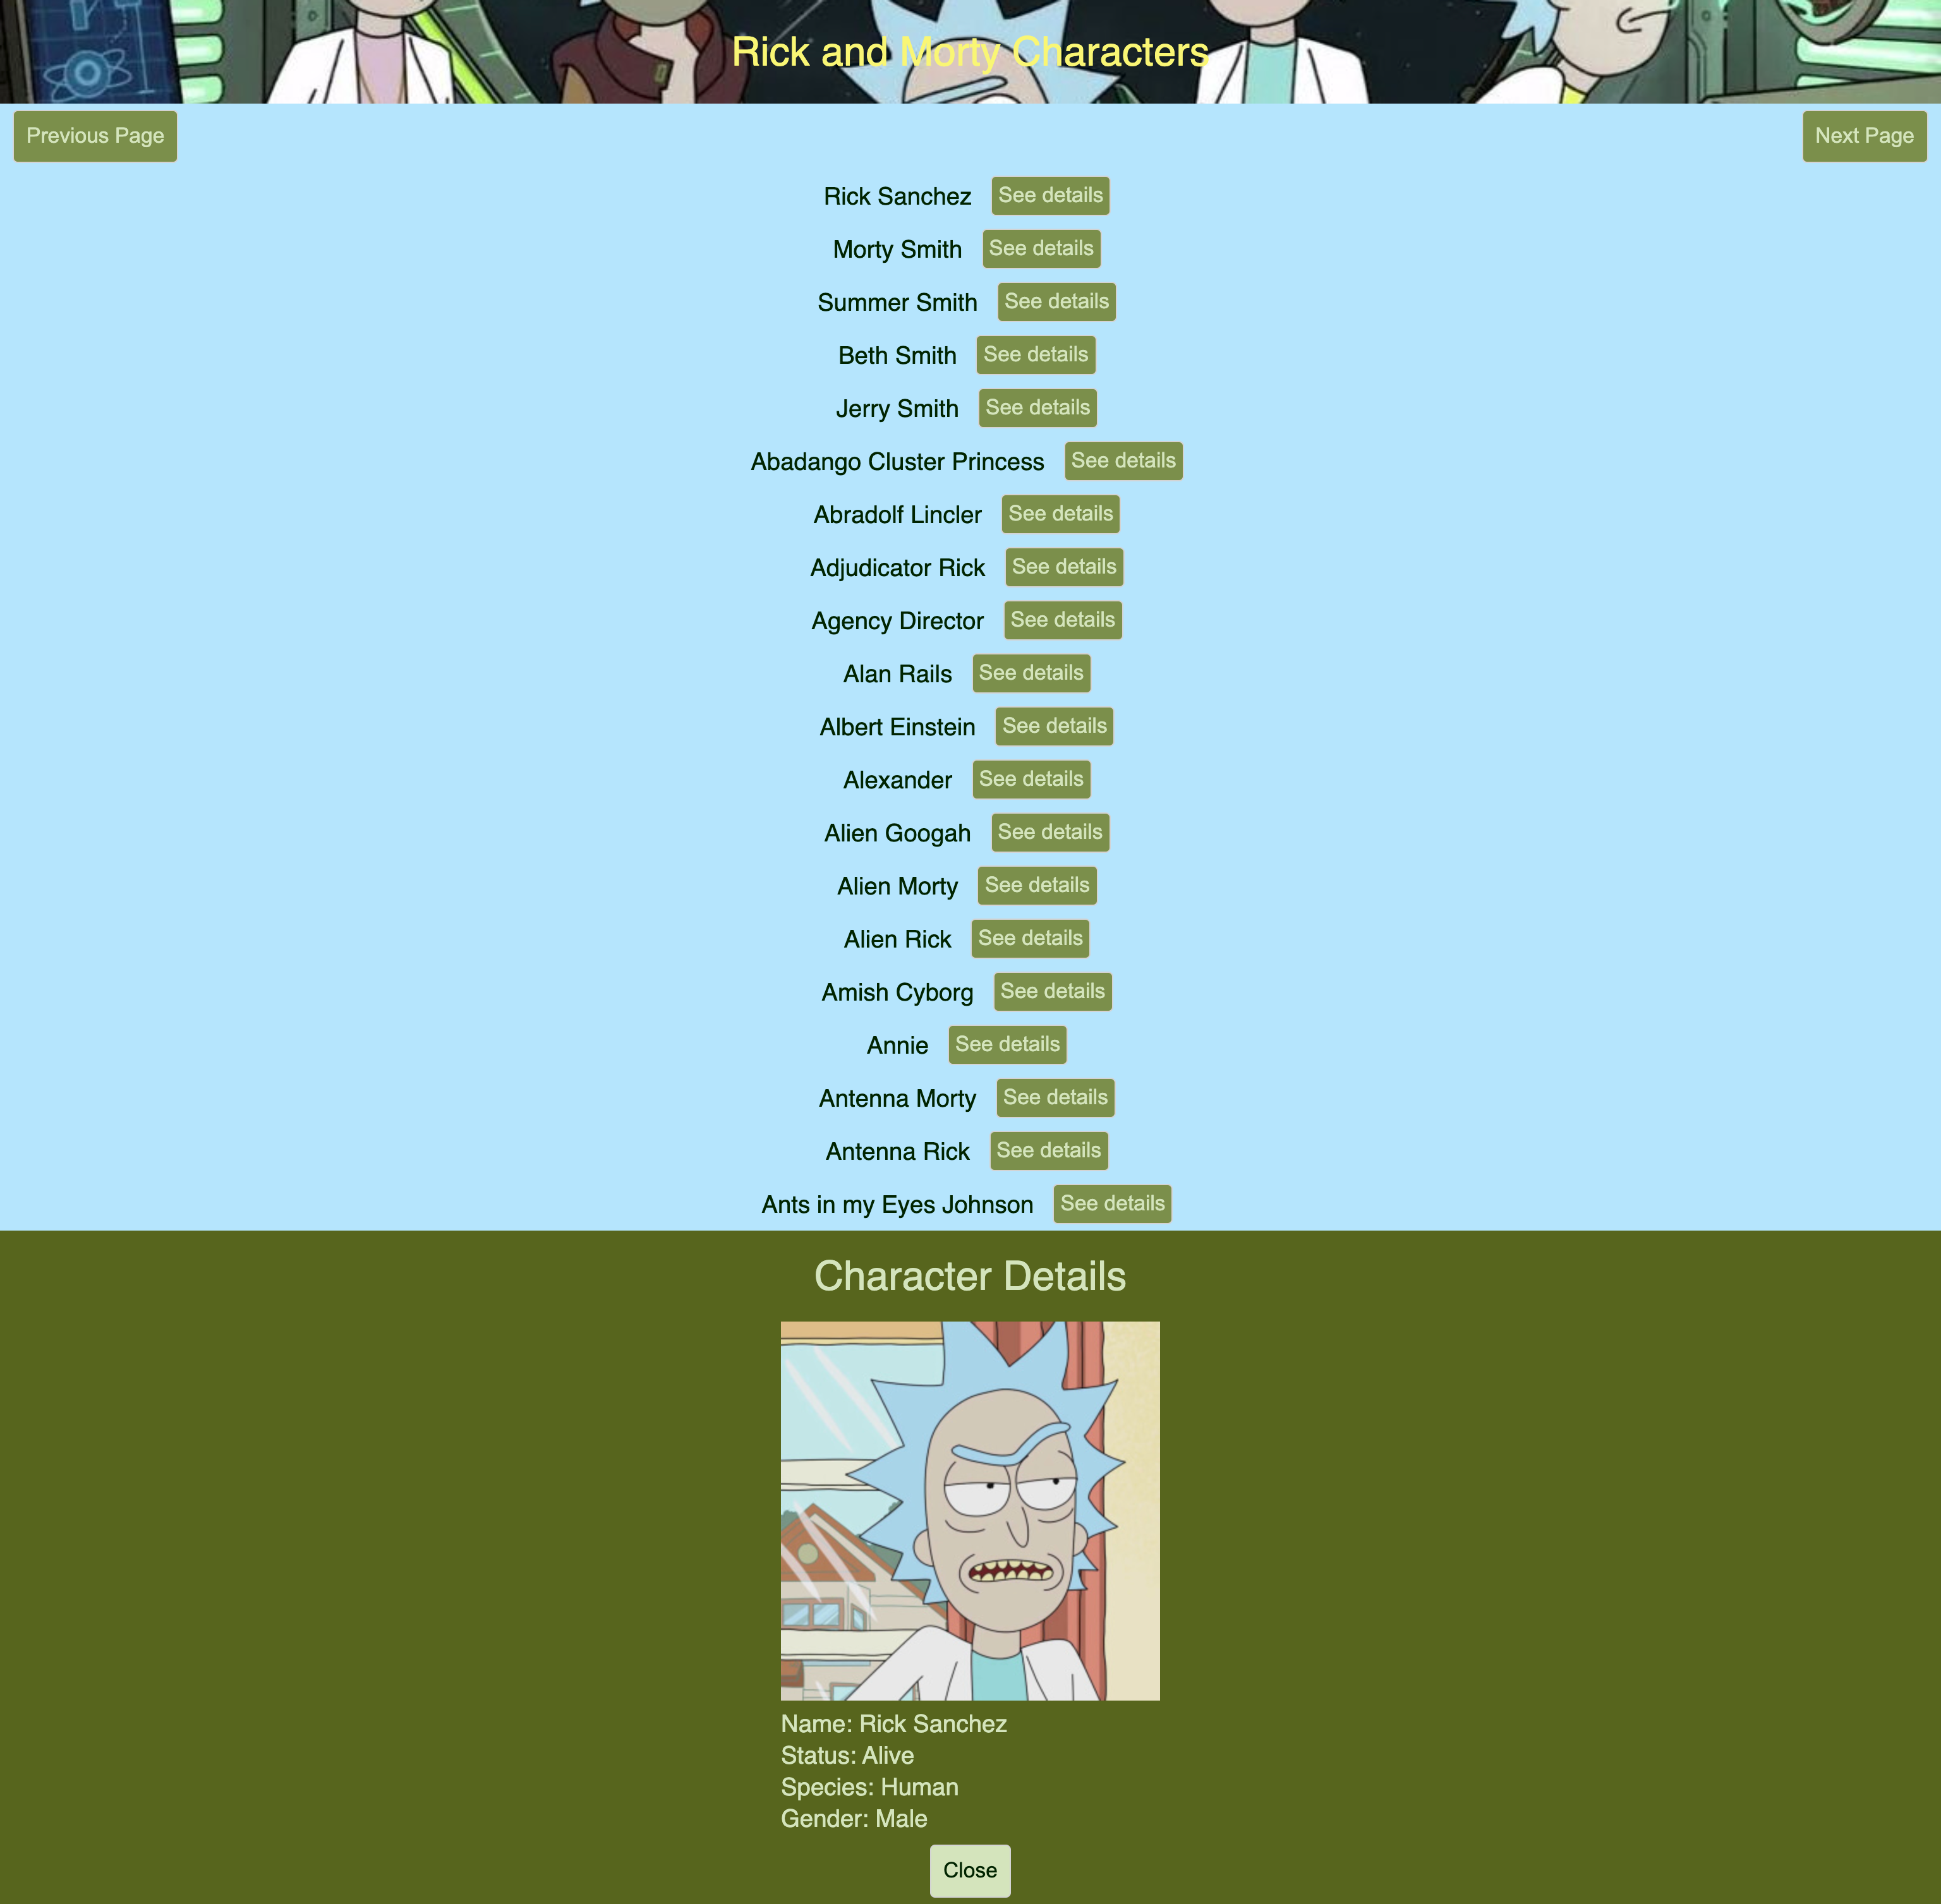 Rick and Morty Characters
Previous Page Next Page
Rick Sanchez See details
Morty Smith See details
Summer Smith See details
Beth Smith See details
Jerry Smith See details
Abadango Cluster Princess See details
Abradolf Lincler See details
Adjudicator Rick See details
Agency Director See details
Alan Rails See details
Albert Einstein See details
Alexander See details
Alien Googah See details
Alien Morty See details
Alien Rick See details
Amish Cyborg See details
Annie See details
Antenna Morty See details
Antenna Rick See details
Ants in my Eyes Johnson See details
Character Details
Name: Rick Sanchez
Status: Alive
Species: Human
Gender: Male
Close